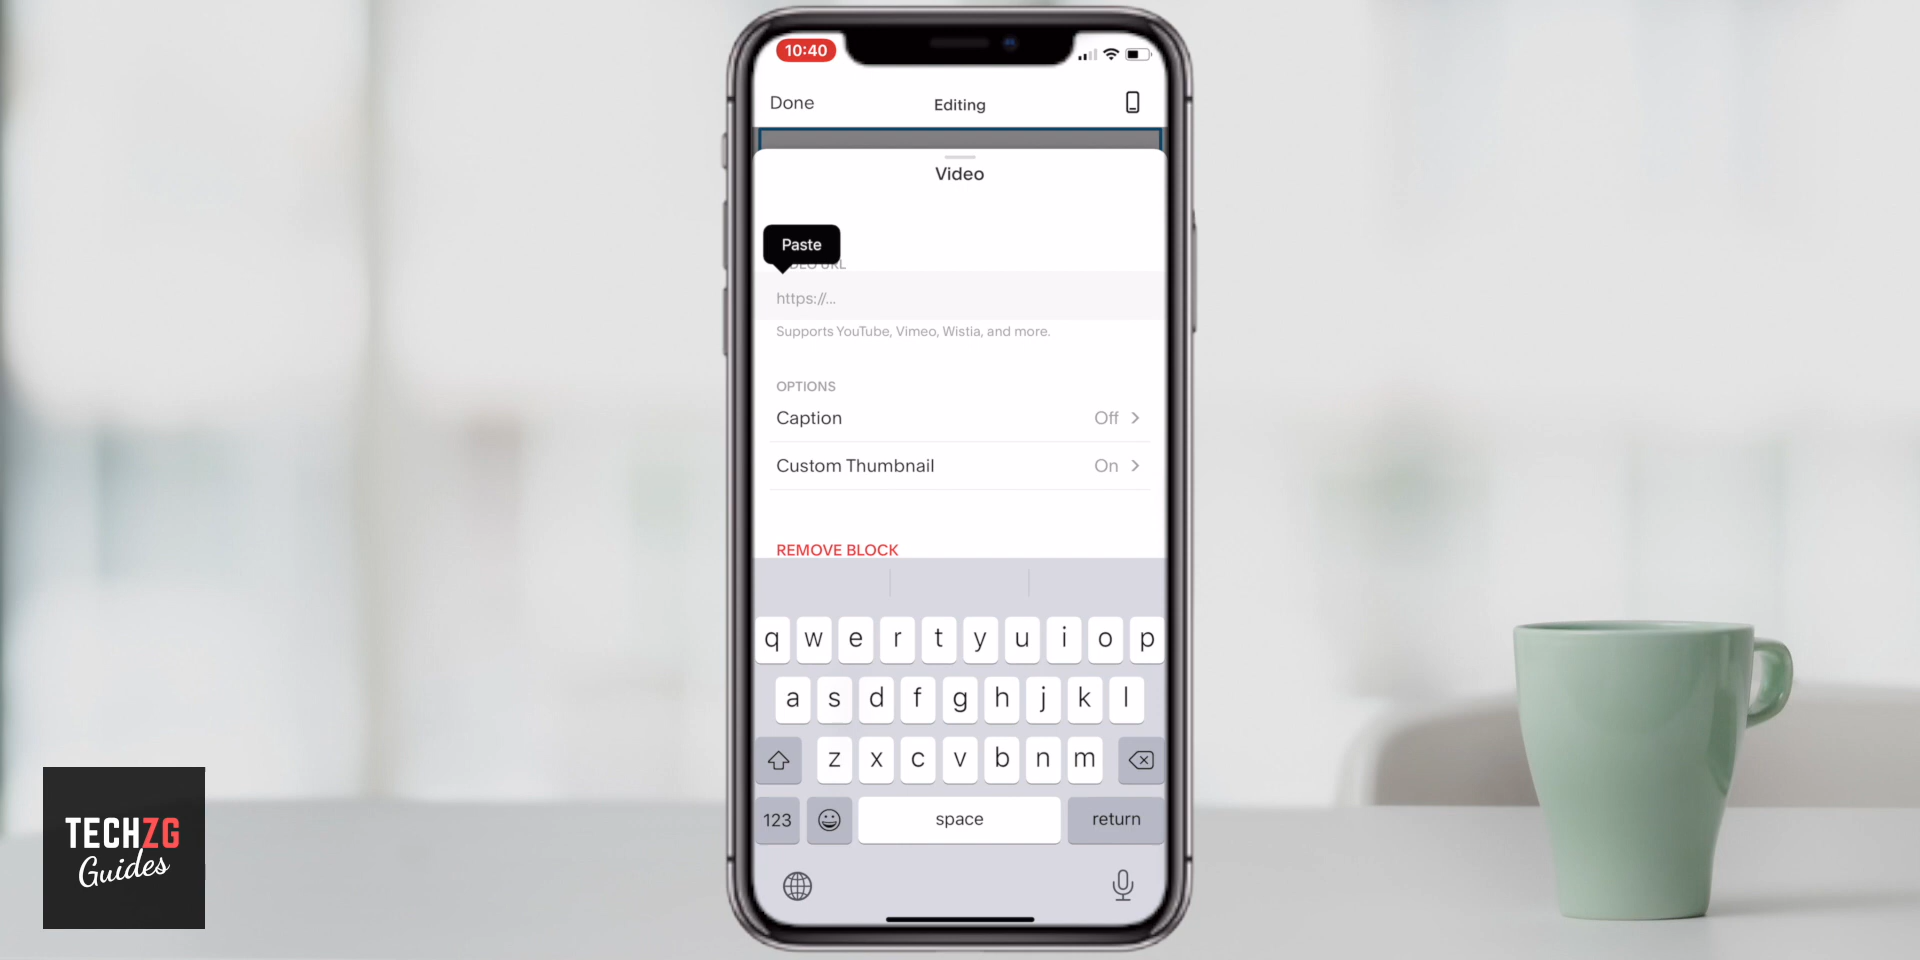 10:40
Done
Editing
Video
Paste
https://...
Supports YouTube, Vimeo, Wistia, and more.
OPTIONS
Caption
Off
Custom Thumbnail
On
REMOVE BLOCK
q w e r t y u i o p
a s d f g h j k l
z x c v b n m
123
space
return
TECHZG
Guides